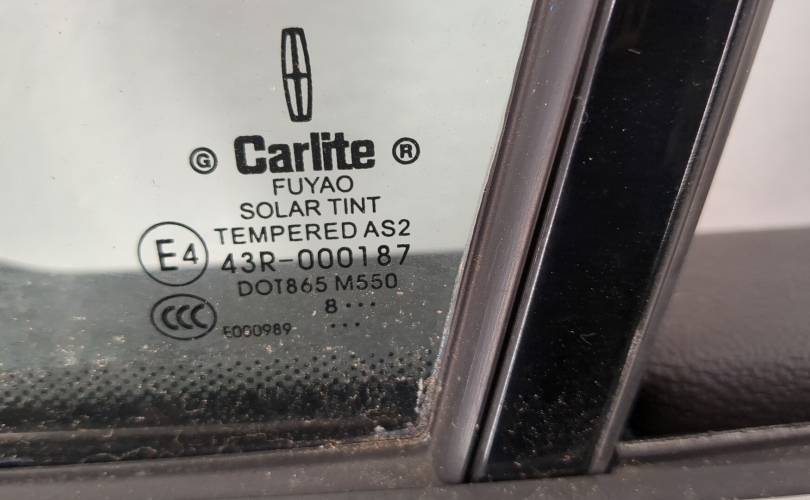 G Carlite ®
FUYAO
SOLAR TINT
TEMPERED AS2
E4 43R-000187
DOT865 M550
8 ···
CCC E000989 ···